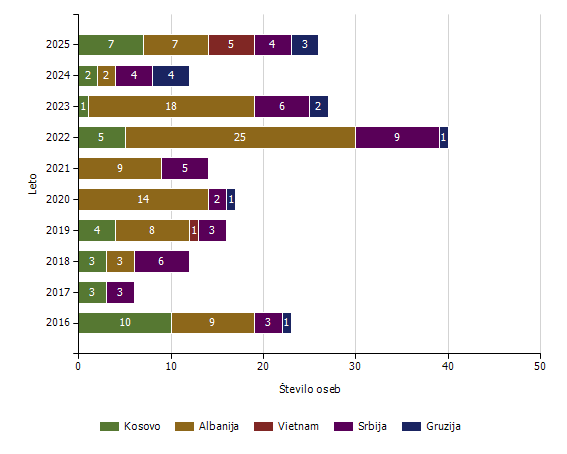 2025 7 7 5 4 3
2024 2 2 4 4
2023 1 18 6 2
2022 5 25 9 1
2021 9 5
2020 14 2 1
2019 4 8 1 3
2018 3 3 6
2017 3 3
2016 10 9 3 1
Leto
0 10 20 30 40 50
Število oseb
Kosovo Albanija Vietnam Srbija Gruzija